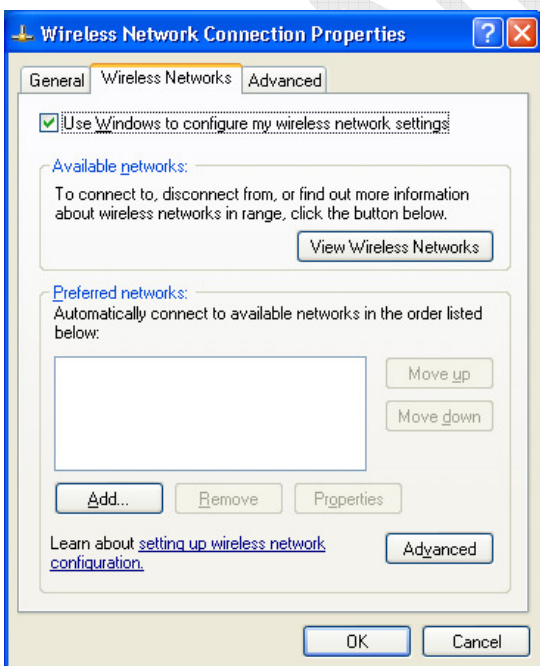 Wireless Network Connection Properties
General Wireless Networks Advanced
Use Windows to configure my wireless network settings
Available networks:
To connect to, disconnect from, or find out more information
about wireless networks in range, click the button below.
View Wireless Networks
Preferred networks:
Automatically connect to available networks in the order listed
below:
Move up
Move down
Add... Remove Properties
Learn about setting up wireless network
configuration.
Advanced
OK Cancel